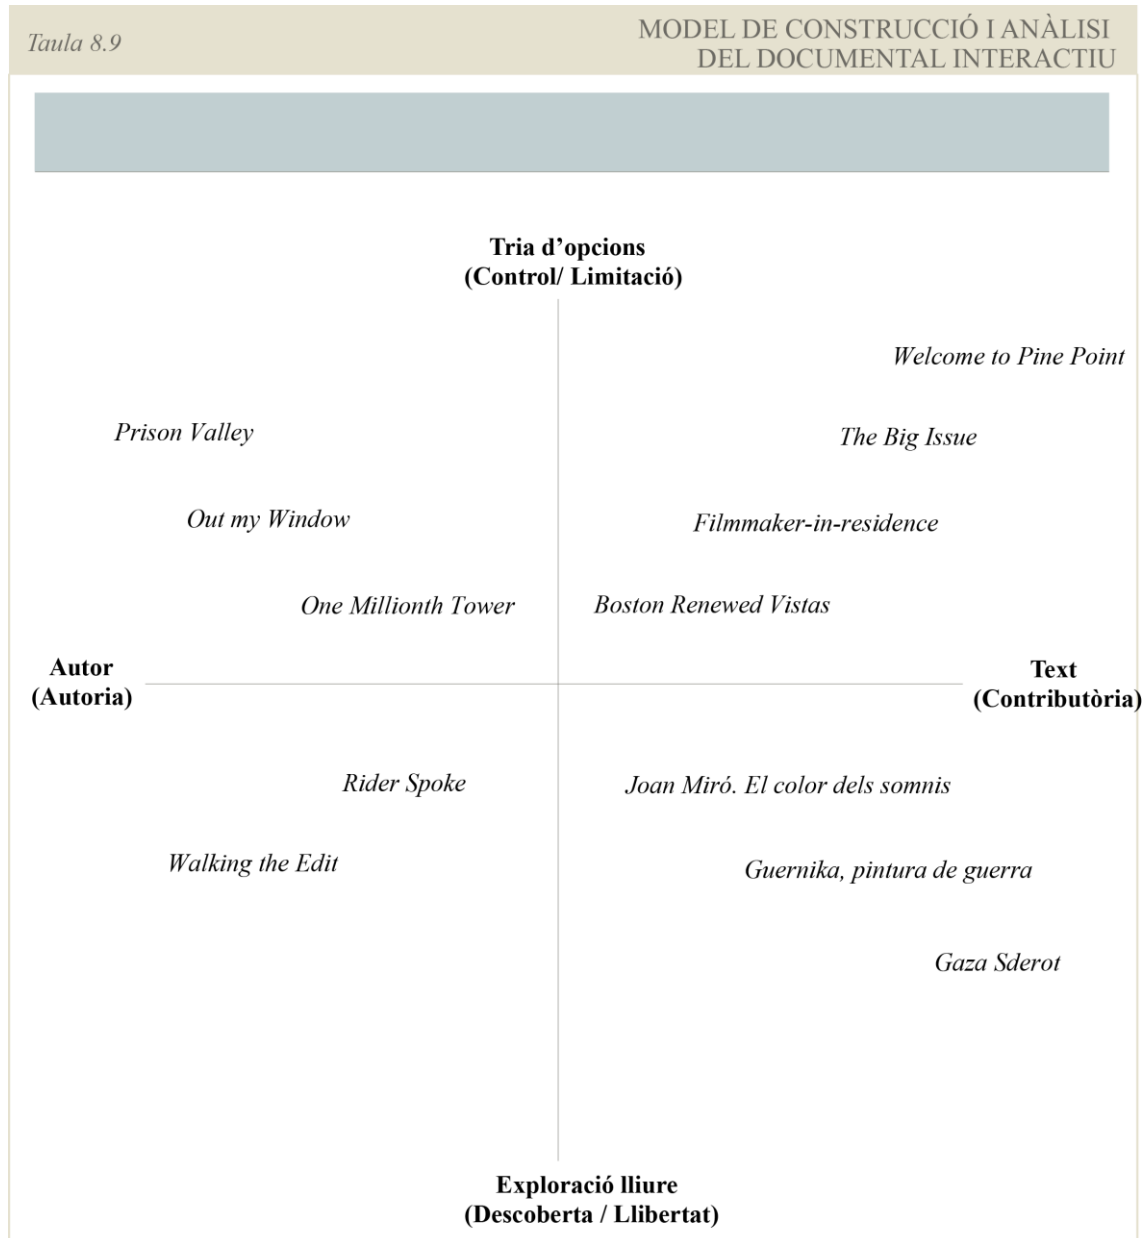 Taula 8.9
MODEL DE CONSTRUCCIÓ I ANÀLISI
DEL DOCUMENTAL INTERACTIU
Tria d’opcions
(Control/ Limitació)
Welcome to Pine Point
Prison Valley
The Big Issue
Out my Window
Filmmaker-in-residence
One Millionth Tower
Boston Renewed Vistas
Autor
(Autoria)
Text
(Contributòria)
Rider Spoke
Joan Miró. El color dels somnis
Walking the Edit
Guernika, pintura de guerra
Gaza Sderot
Exploració lliure
(Descoberta / Llibertat)